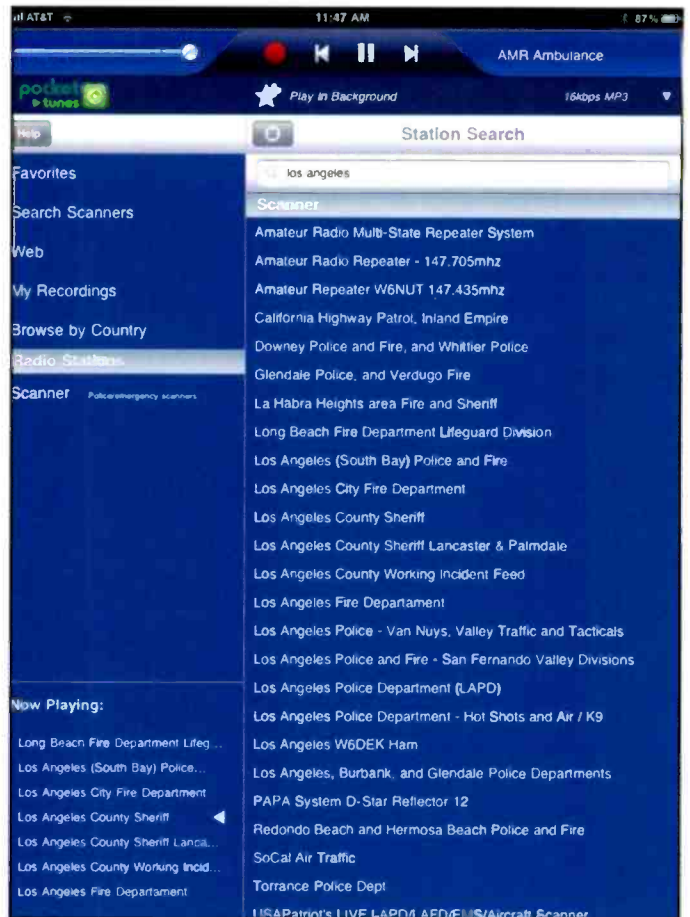 AT&T
11:47 AM
87%
AMR Ambulance
pocket tunes
Play in Background
16kbps MP3
Help
Station Search
Favorites
Search Scanners
Web
My Recordings
Browse by Country
Radio Stations
Scanner Police/emergency scanners
los angeles
Scanner
Amateur Radio Multi-State Repeater System
Amateur Radio Repeater - 147.705mhz
Amateur Repeater W6NUT 147.435mhz
California Highway Patrol, Inland Empire
Downey Police and Fire, and Whittier Police
Glendale Police, and Verdugo Fire
La Habra Heights area Fire and Sheriff
Long Beach Fire Department Lifeguard Division
Los Angeles (South Bay) Police and Fire
Los Angeles City Fire Department
Los Angeles County Sheriff
Los Angeles County Sheriff Lancaster & Palmdale
Los Angeles County Working Incident Feed
Los Angeles Fire Departament
Los Angeles Police - Van Nuys, Valley Traffic and Tacticals
Los Angeles Police and Fire - San Fernando Valley Divisions
Los Angeles Police Department (LAPD)
Los Angeles Police Department - Hot Shots and Air / K9
Los Angeles W6DEK Ham
Los Angeles, Burbank, and Glendale Police Departments
PAPA System D-Star Reflector 12
Redondo Beach and Hermosa Beach Police and Fire
SoCal Air Traffic
Torrance Police Dept
USAPatriot's LIVE LAPD/LAFD/EMS/Aircraft Scanner
Now Playing:
Long Beach Fire Department Lifeg...
Los Angeles (South Bay) Police...
Los Angeles City Fire Department
Los Angeles County Sheriff
Los Angeles County Sheriff Lanca...
Los Angeles County Working Incid...
Los Angeles Fire Departament